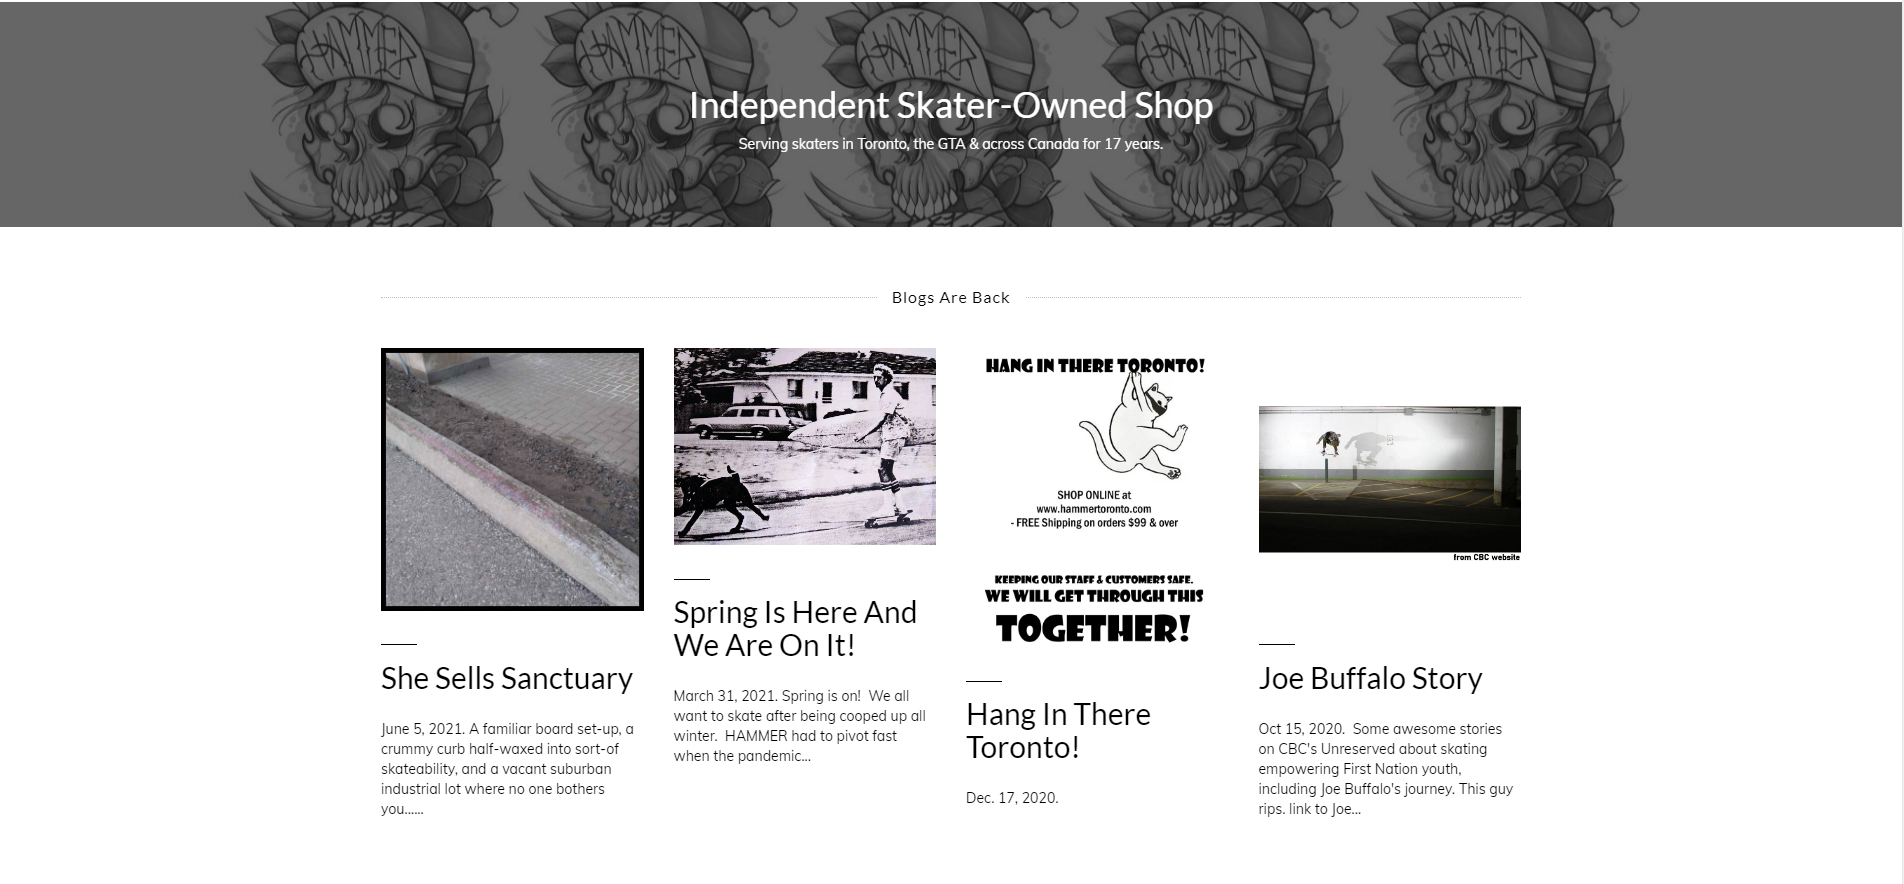 HAMMER HAMMER HAMMER HAMMER HAMMER
Independent Skater-Owned Shop
Serving skaters in Toronto, the GTA & across Canada for 17 years.
Blogs Are Back
She Sells Sanctuary
June 5, 2021. A familiar board set-up, a
crummy curb half-waxed into sort-of
skateability, and a vacant suburban
industrial lot where no one bothers
you......
Spring Is Here And
We Are On It!
March 31, 2021. Spring is on!  We all
want to skate after being cooped up all
winter.  HAMMER had to pivot fast
when the pandemic...
HANG IN THERE TORONTO!
SHOP ONLINE at
www.hammertoronto.com
- FREE Shipping on orders $99 & over
KEEPING OUR STAFF & CUSTOMERS SAFE.
WE WILL GET THROUGH THIS
TOGETHER!
Hang In There
Toronto!
Dec. 17, 2020.
from CBC website
Joe Buffalo Story
Oct 15, 2020.  Some awesome stories
on CBC's Unreserved about skating
empowering First Nation youth,
including Joe Buffalo's journey. This guy
rips. link to Joe...